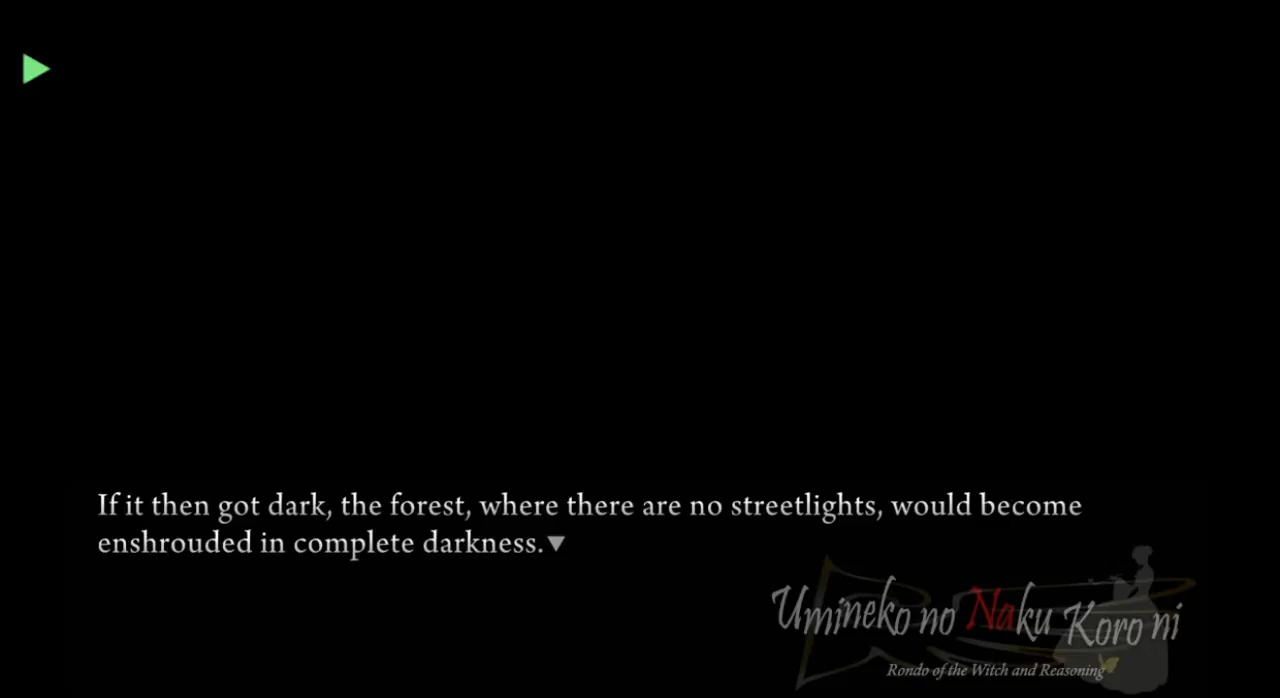 If it then got dark, the forest, where there are no streetlights, would become
enshrouded in complete darkness.
Umineko no Naku Koro ni
Rondo of the Witch and Reasoning